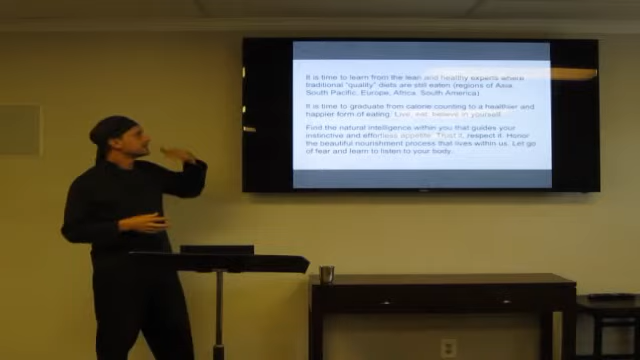 It is time to learn from the lean and healthy experts where
traditional "quality" diets are still eaten (regions of Asia,
South Pacific, Europe, Africa, South America)
It is time to graduate from calorie counting to a healthier and
happier form of eating. Live, eat, believe in yourself.
Find the natural intelligence within you that guides your
instinctive and effortless appetite. Trust it, respect it. Honor
the beautiful nourishment process that lives within us. Let go
of fear and learn to listen to your body.